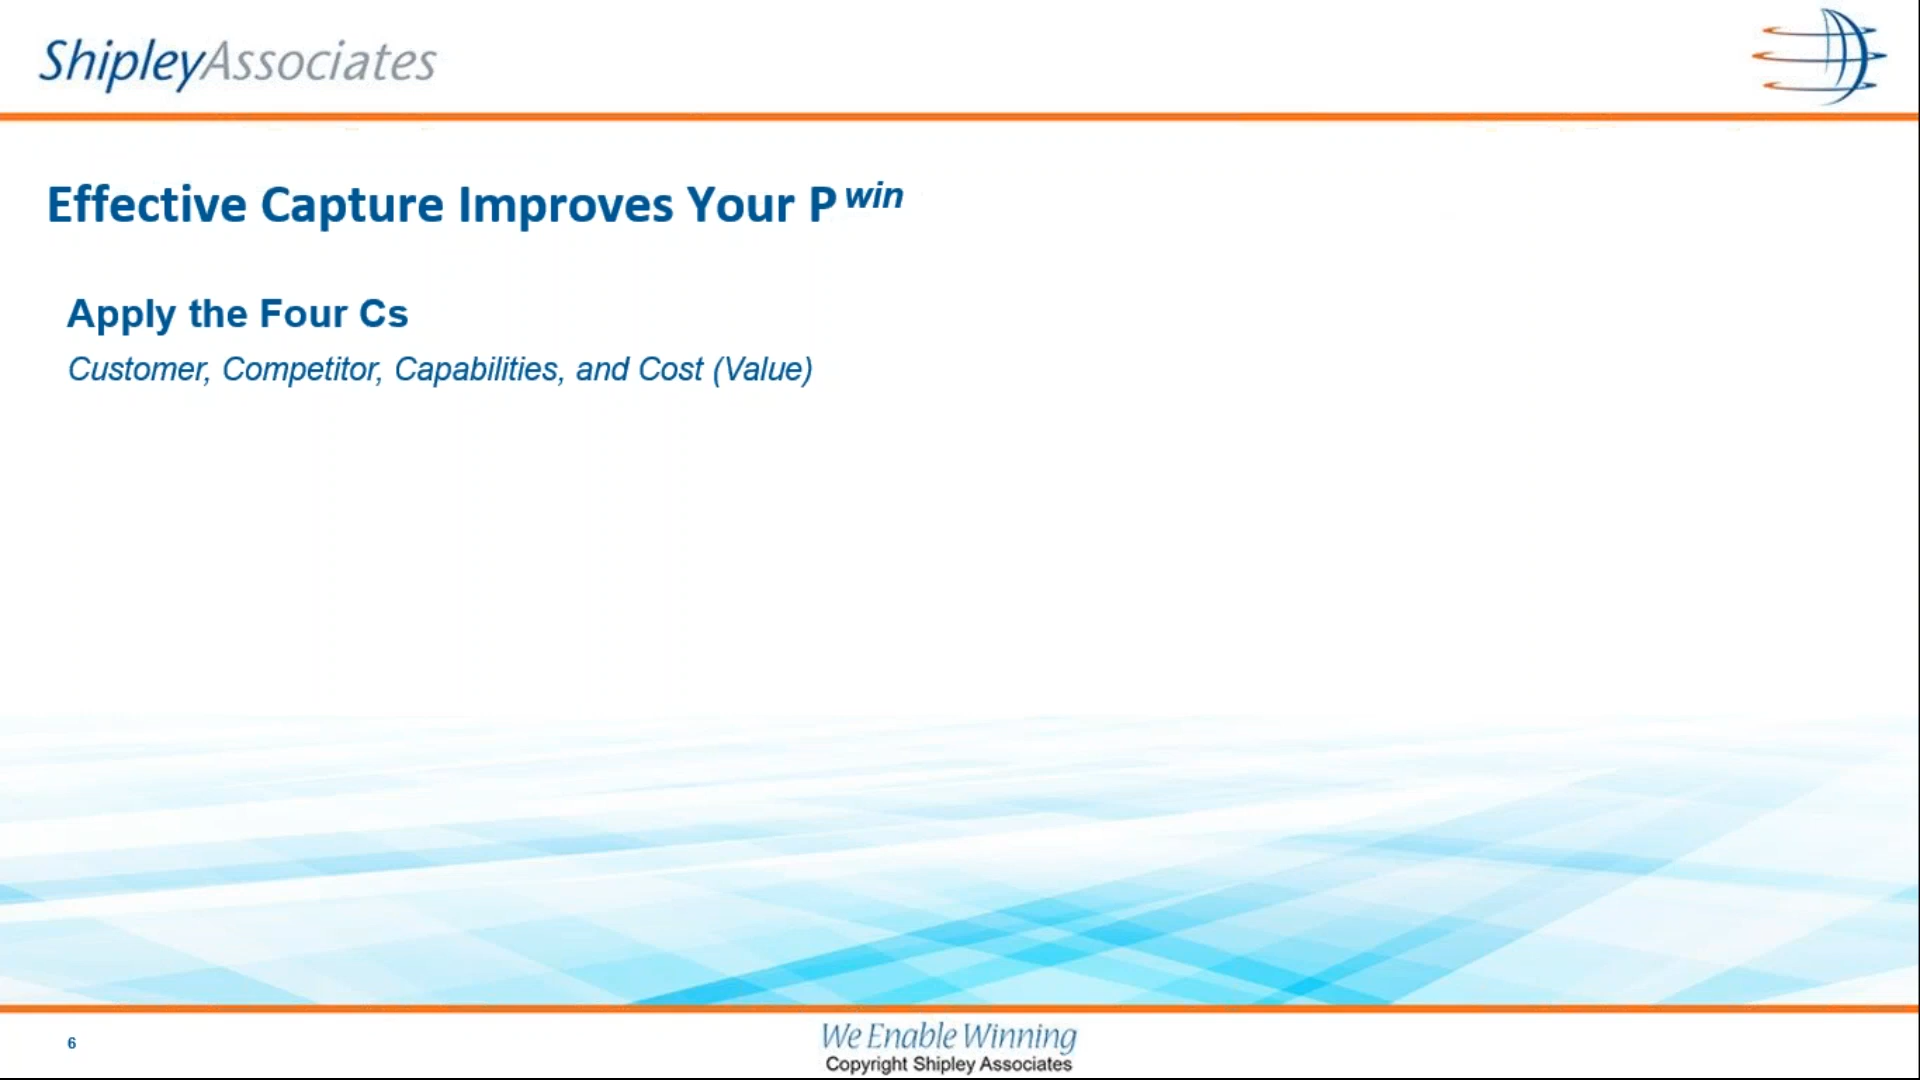 ShipleyAssociates
Effective Capture Improves Your P win
Apply the Four Cs
Customer, Competitor, Capabilities, and Cost (Value)
6
We Enable Winning
Copyright Shipley Associates